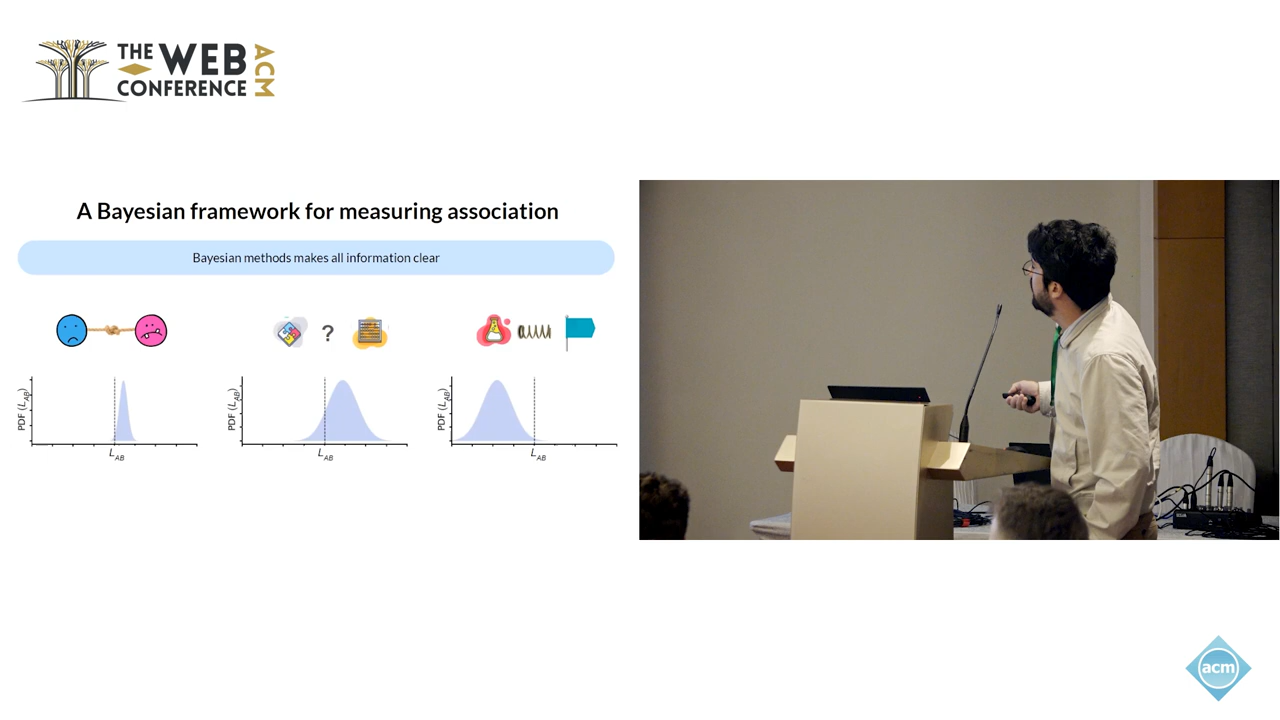 THE WEB
CONFERENCE
ACM
A Bayesian framework for measuring association
Bayesian methods makes all information clear
?
PDF (L_AB)
L_AB
PDF (L_AB)
L_AB
PDF (L_AB)
L_AB
acm